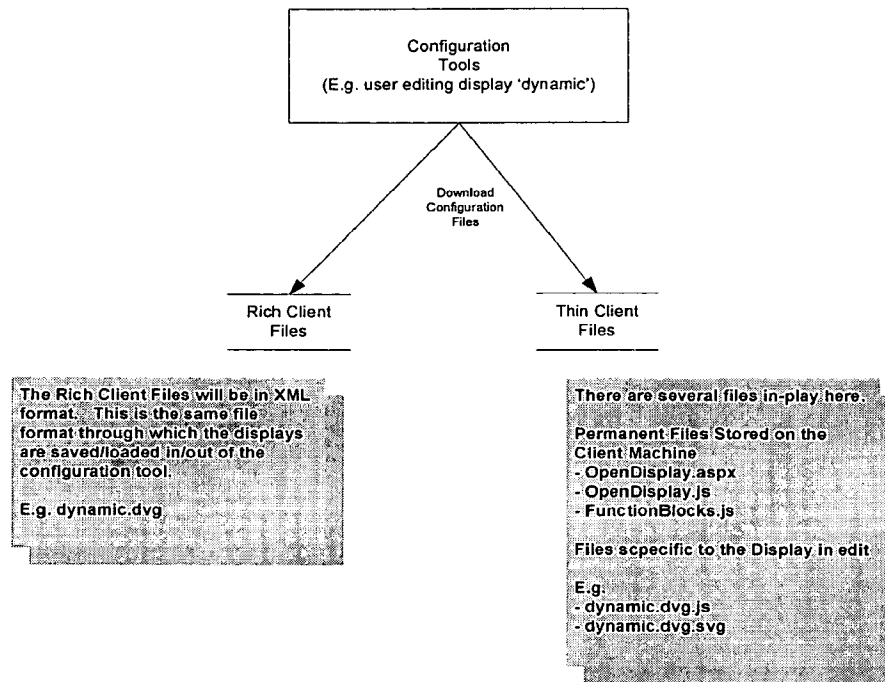 Configuration
Tools
(E.g. user editing display 'dynamic')
Download
Configuration
Files
Rich Client
Files
Thin Client
Files
The Rich Client Files will be in XML
format. This is the same file
format through which the displays
are saved/loaded in/out of the
configuration tool.
E.g. dynamic.dvg
There are several files in-play here.
Permanent Files Stored on the
Client Machine
- OpenDisplay.aspx
- OpenDisplay.js
- FunctionBlocks.js
Files scpecific to the Display in edit
E.g.
- dynamic.dvg.js
- dynamic.dvg.svg